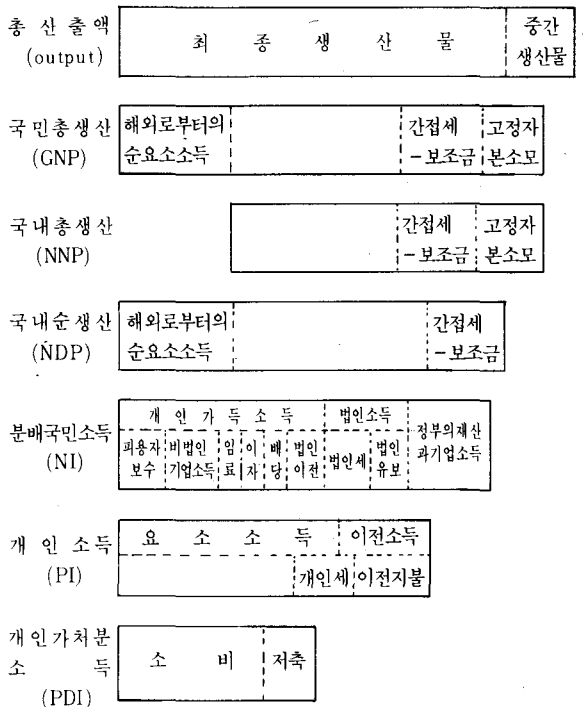 총 산 출 액
(output)
최 종 생 산 물
중간
생산물
국 민 총 생 산
(GNP)
해외로부터의
순요소소득
간접세
-보조금
고정자
본소모
국 내 총 생 산
(NNP)
간접세
-보조금
고정자
본소모
국 내 순 생 산
(NDP)
해외로부터의
순요소소득
간접세
-보조금
분배국민소득
(NI)
개 인 가 득 소 득
법인소득
정부의재산
과기업소득
피용자
보수
비법인
기업소득
임
료
이
자
배
당
법인
이전
법인세
법인
유보
개 인 소 득
(PI)
요 소 소 득
이전소득
개인세
이전지불
개 인 가 처 분
소 득
(PDI)
소 비
저축